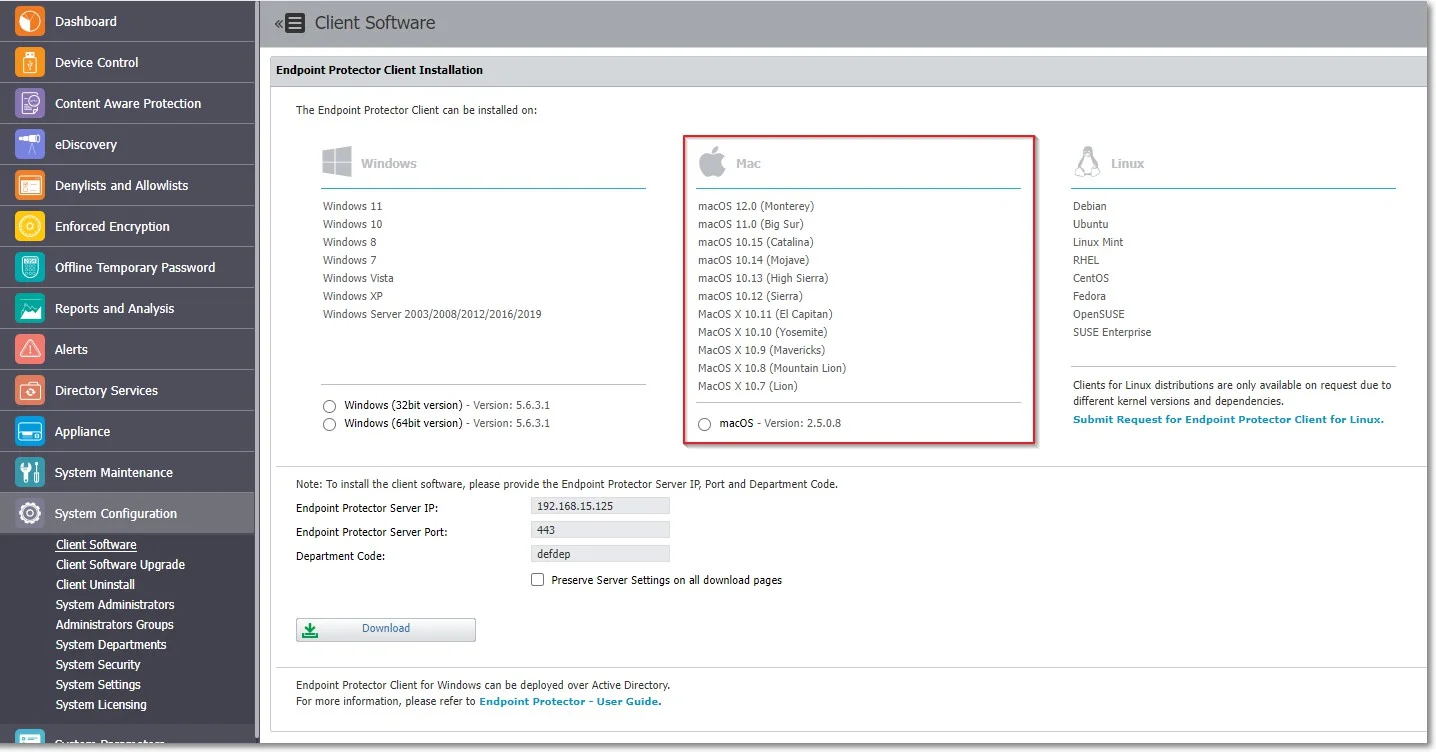 Dashboard
Device Control
Content Aware Protection
eDiscovery
Denylists and Allowlists
Enforced Encryption
Offline Temporary Password
Reports and Analysis
Alerts
Directory Services
Appliance
System Maintenance
System Configuration
Client Software
Client Software Upgrade
Client Uninstall
System Administrators
Administrators Groups
System Departments
System Security
System Settings
System Licensing
System Parameters
« Client Software
Endpoint Protector Client Installation
The Endpoint Protector Client can be installed on:
Windows
Windows 11
Windows 10
Windows 8
Windows 7
Windows Vista
Windows XP
Windows Server 2003/2008/2012/2016/2019
Windows (32bit version) - Version: 5.6.3.1
Windows (64bit version) - Version: 5.6.3.1
Mac
macOS 12.0 (Monterey)
macOS 11.0 (Big Sur)
macOS 10.15 (Catalina)
macOS 10.14 (Mojave)
macOS 10.13 (High Sierra)
macOS 10.12 (Sierra)
MacOS X 10.11 (El Capitan)
MacOS X 10.10 (Yosemite)
MacOS X 10.9 (Mavericks)
MacOS X 10.8 (Mountain Lion)
MacOS X 10.7 (Lion)
macOS - Version: 2.5.0.8
Linux
Debian
Ubuntu
Linux Mint
RHEL
CentOS
Fedora
OpenSUSE
SUSE Enterprise
Clients for Linux distributions are only available on request due to
different kernel versions and dependencies.
Submit Request for Endpoint Protector Client for Linux.
Note: To install the client software, please provide the Endpoint Protector Server IP, Port and Department Code.
Endpoint Protector Server IP: 192.168.15.125
Endpoint Protector Server Port: 443
Department Code: defdep
Preserve Server Settings on all download pages
Download
Endpoint Protector Client for Windows can be deployed over Active Directory.
For more information, please refer to Endpoint Protector - User Guide.